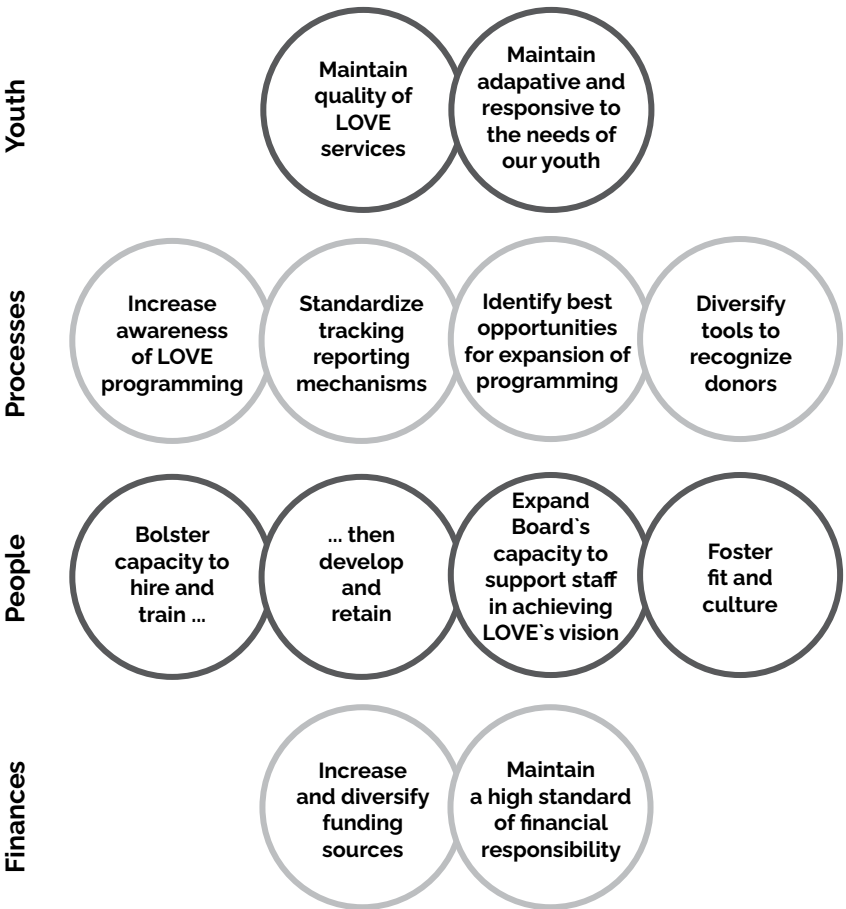 Youth
Maintain
quality of
LOVE
services
Maintain
adapative and
responsive to
the needs of
our youth
Processes
Increase
awareness
of LOVE
programming
Standardize
tracking
reporting
mechanisms
Identify best
opportunities
for expansion of
programming
Diversify
tools to
recognize
donors
People
Bolster
capacity to
hire and
train ...
... then
develop
and
retain
Expand
Board`s
capacity to
support staff
in achieving
LOVE`s vision
Foster
fit and
culture
Finances
Increase
and diversify
funding
sources
Maintain
a high standard
of financial
responsibility